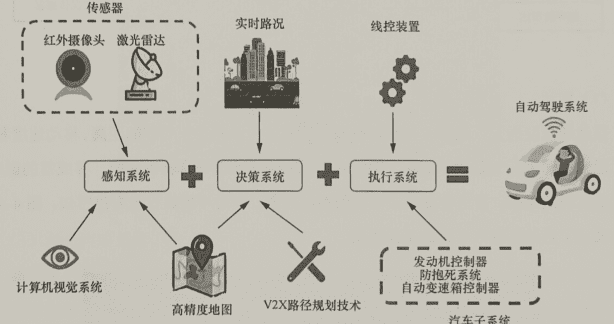 传感器
红外摄像头 激光雷达
实时路况
线控装置
自动驾驶系统
感知系统
决策系统
执行系统
计算机视觉系统
高精度地图
V2X路径规划技术
发动机控制器
防抱死系统
自动变速箱控制器
汽车子系统